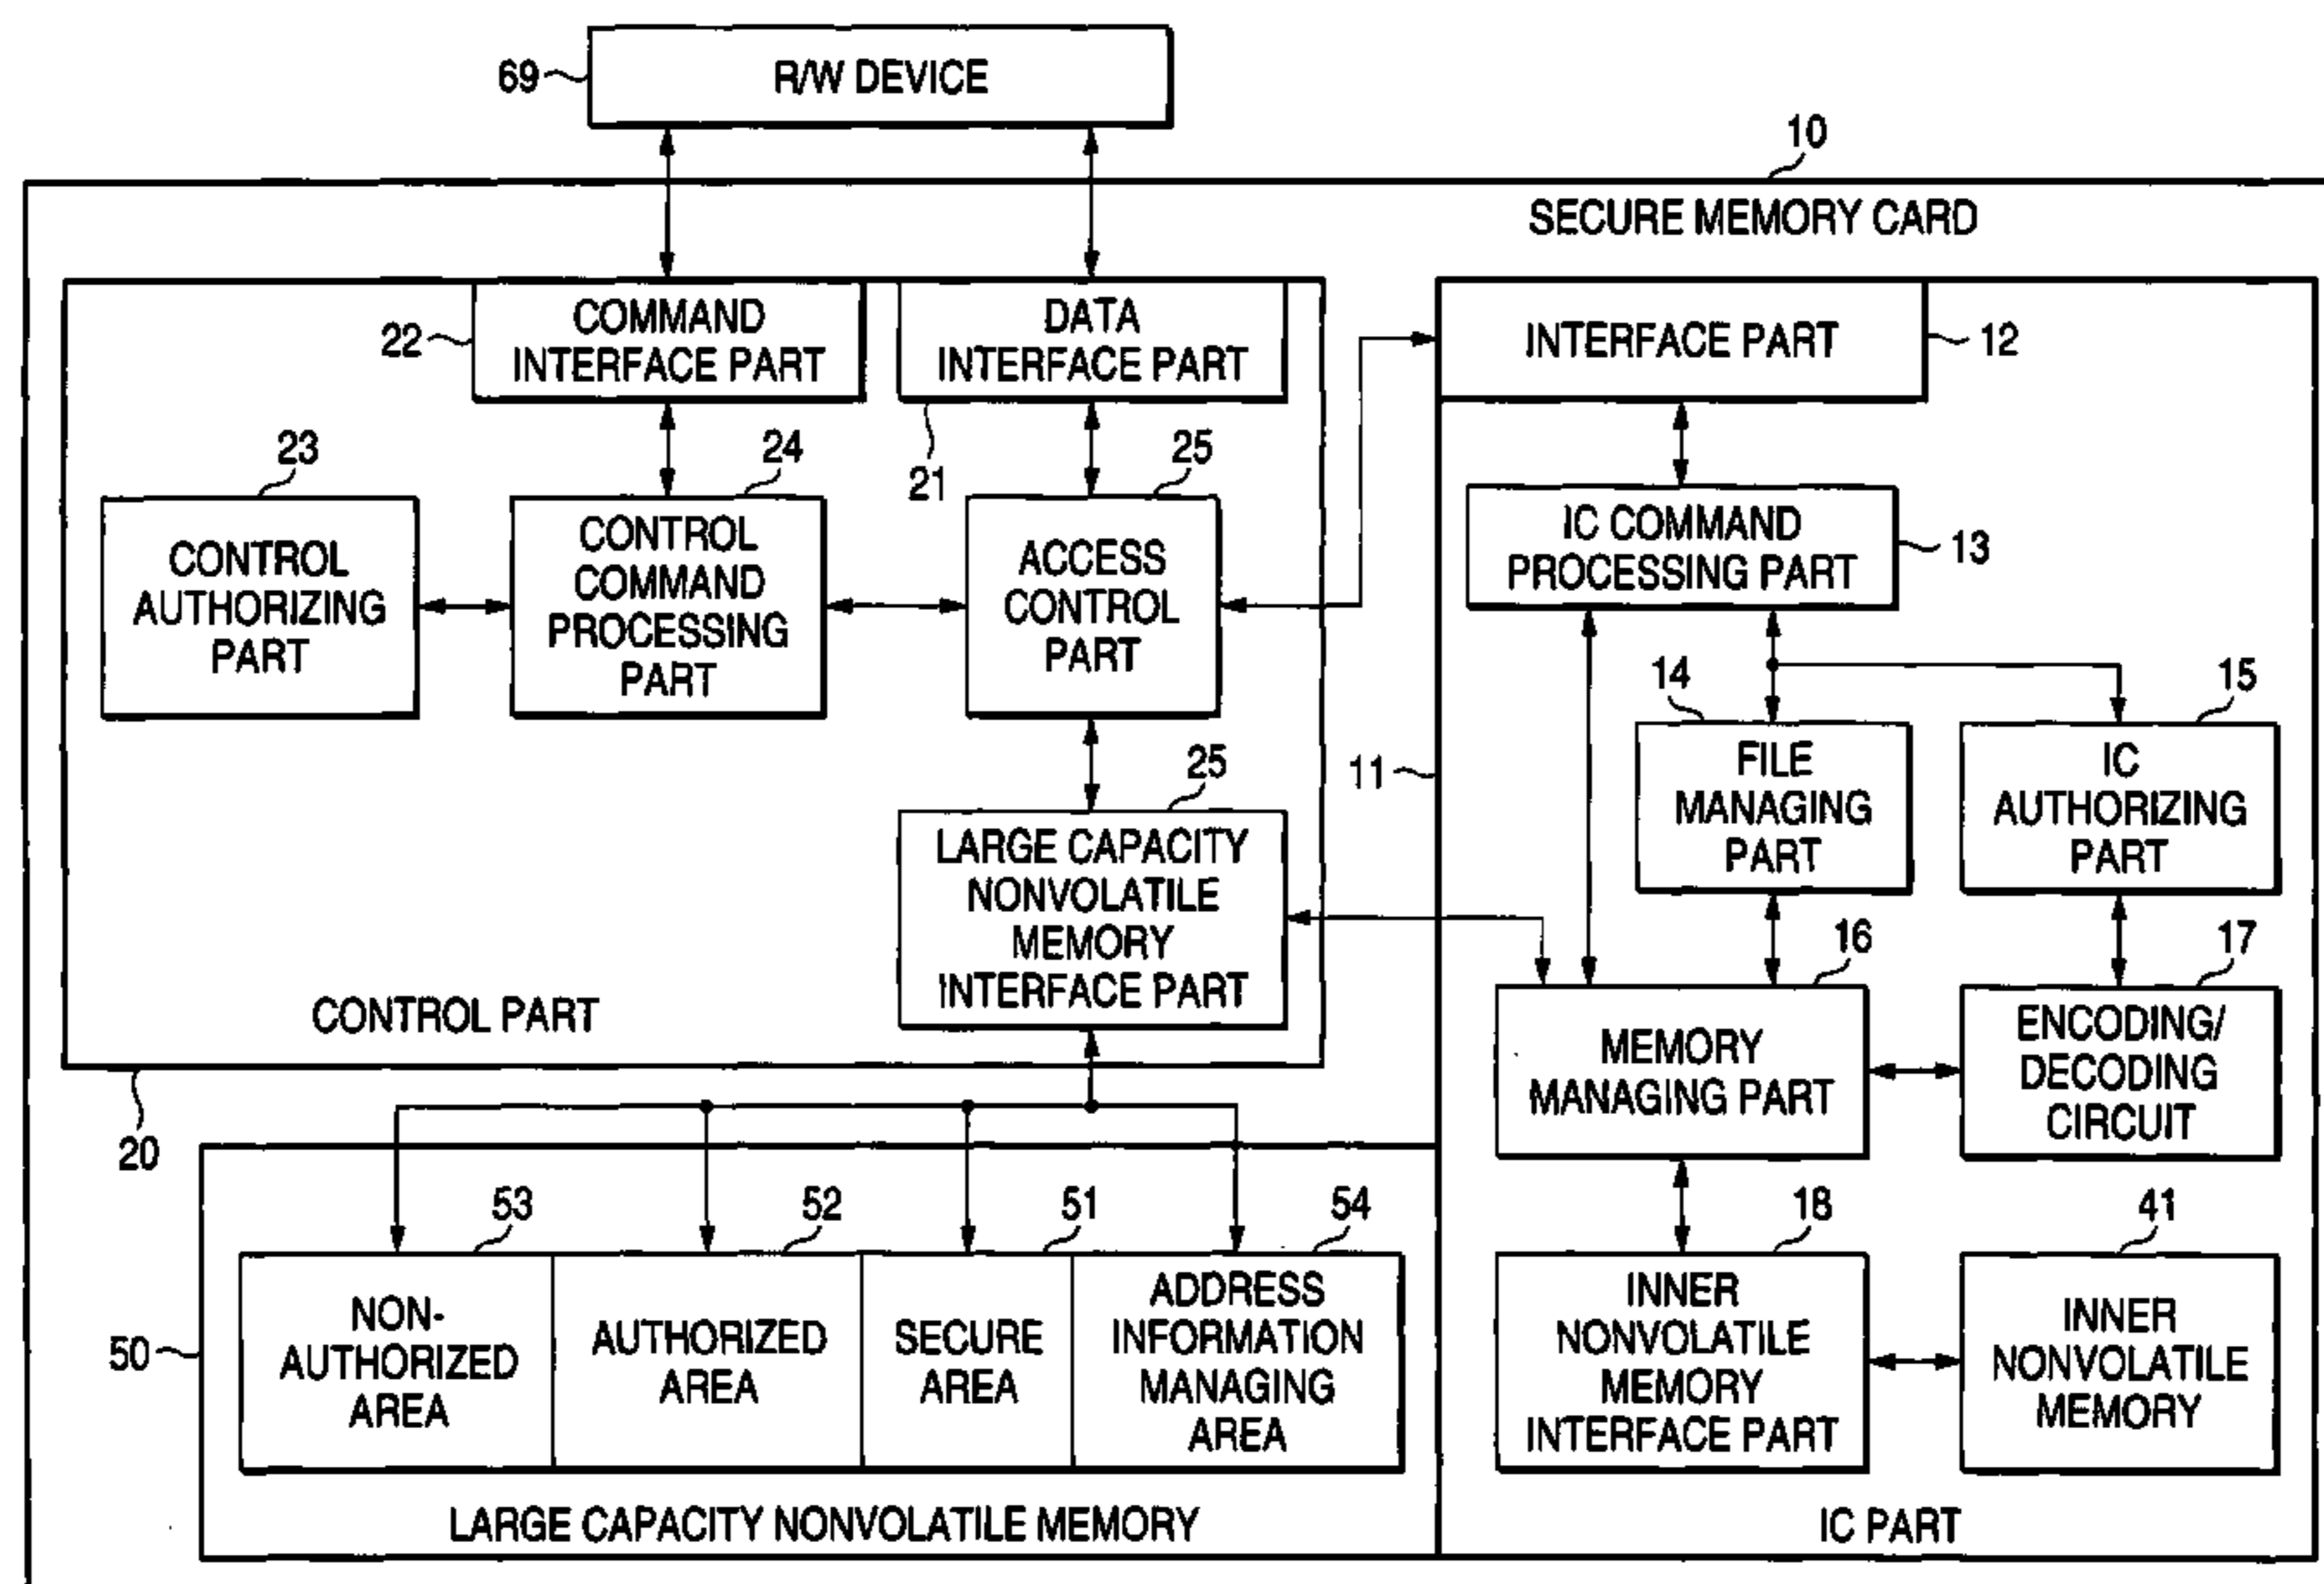 69
R/W DEVICE
10
SECURE MEMORY CARD
22
COMMAND
INTERFACE PART
DATA
INTERFACE PART
21
INTERFACE PART
12
23
CONTROL
AUTHORIZING
PART
24
CONTROL
COMMAND
PROCESSING
PART
25
ACCESS
CONTROL
PART
IC COMMAND
PROCESSING PART
13
14
FILE
MANAGING
PART
15
IC
AUTHORIZING
PART
11
25
LARGE CAPACITY
NONVOLATILE
MEMORY
INTERFACE PART
CONTROL PART
20
16
MEMORY
MANAGING PART
17
ENCODING/
DECODING
CIRCUIT
50
53
NON-
AUTHORIZED
AREA
52
AUTHORIZED
AREA
51
SECURE
AREA
54
ADDRESS
INFORMATION
MANAGING
AREA
LARGE CAPACITY NONVOLATILE MEMORY
18
INNER
NONVOLATILE
MEMORY
INTERFACE PART
41
INNER
NONVOLATILE
MEMORY
IC PART